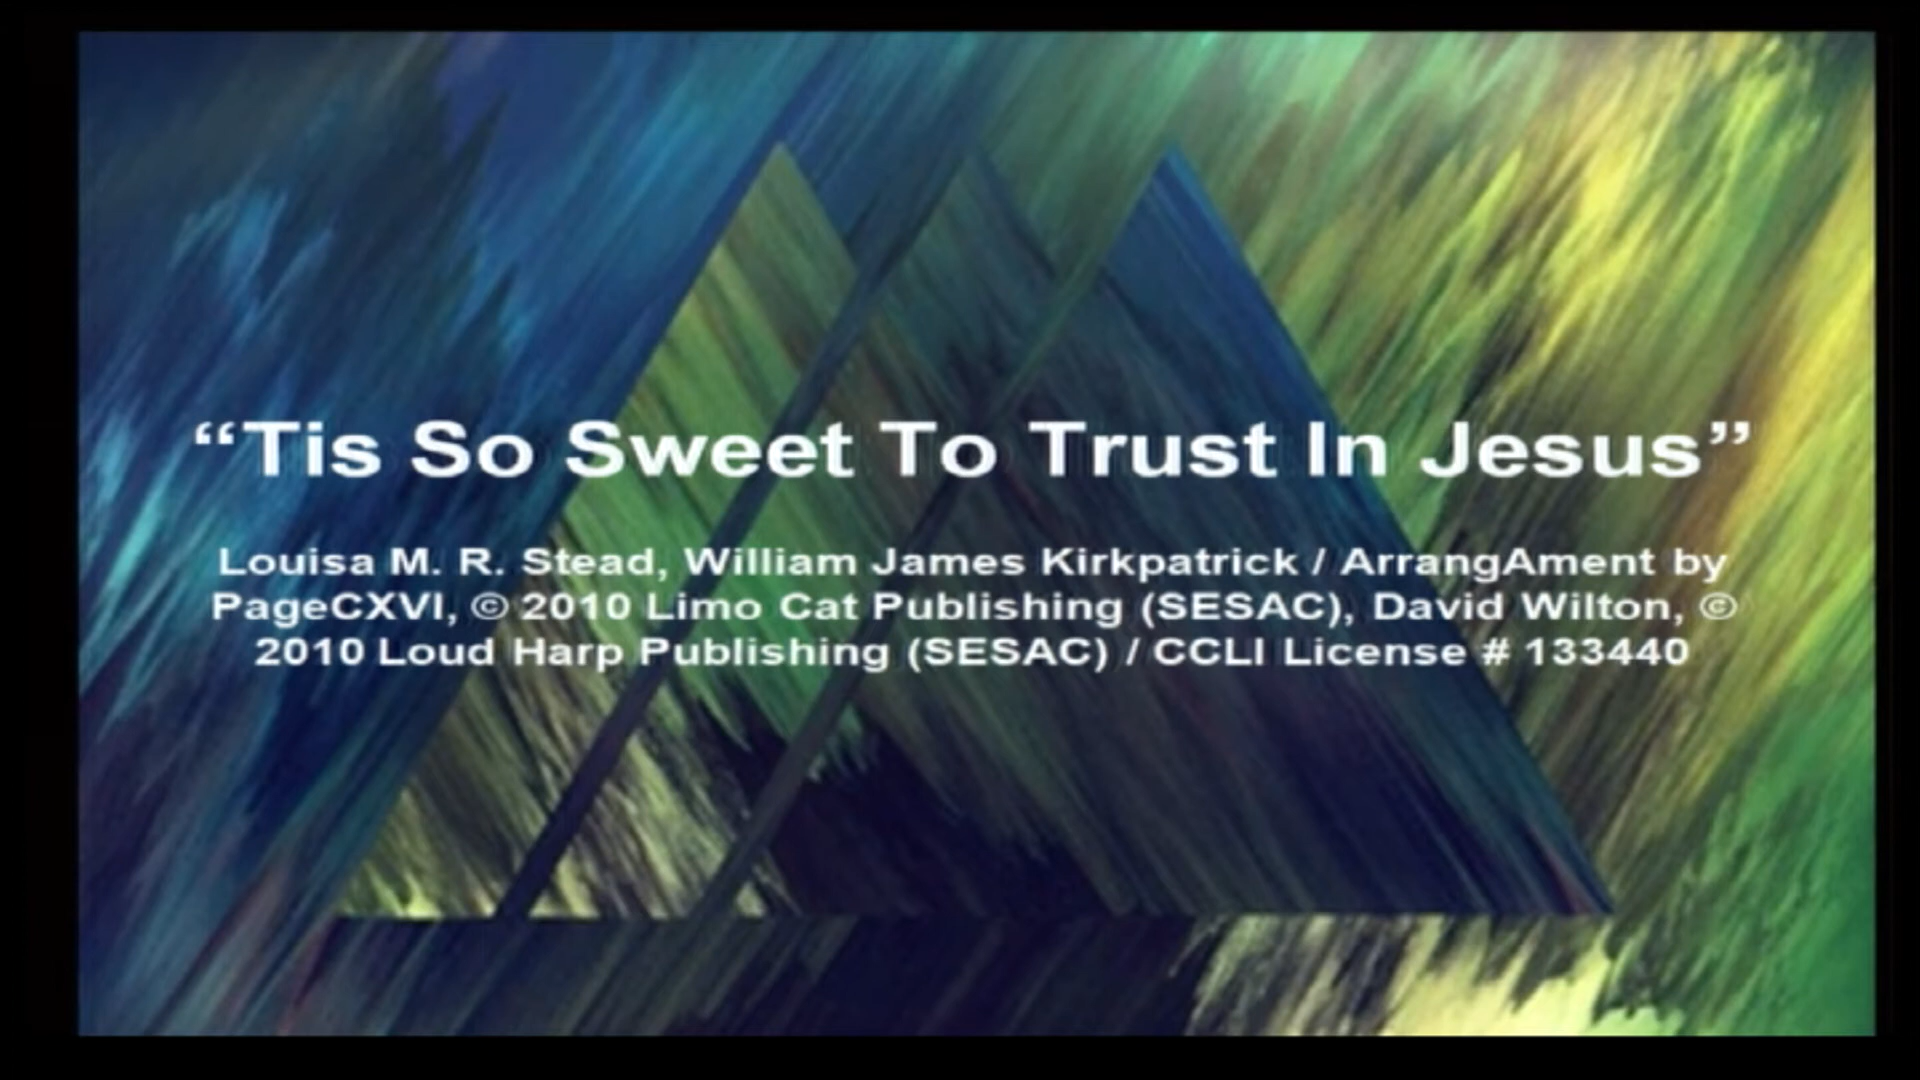 “Tis So Sweet To Trust In Jesus”
Louisa M. R. Stead, William James Kirkpatrick / ArrangAment by
PageCXVI, © 2010 Limo Cat Publishing (SESAC), David Wilton, ©
2010 Loud Harp Publishing (SESAC) / CCLI License # 133440